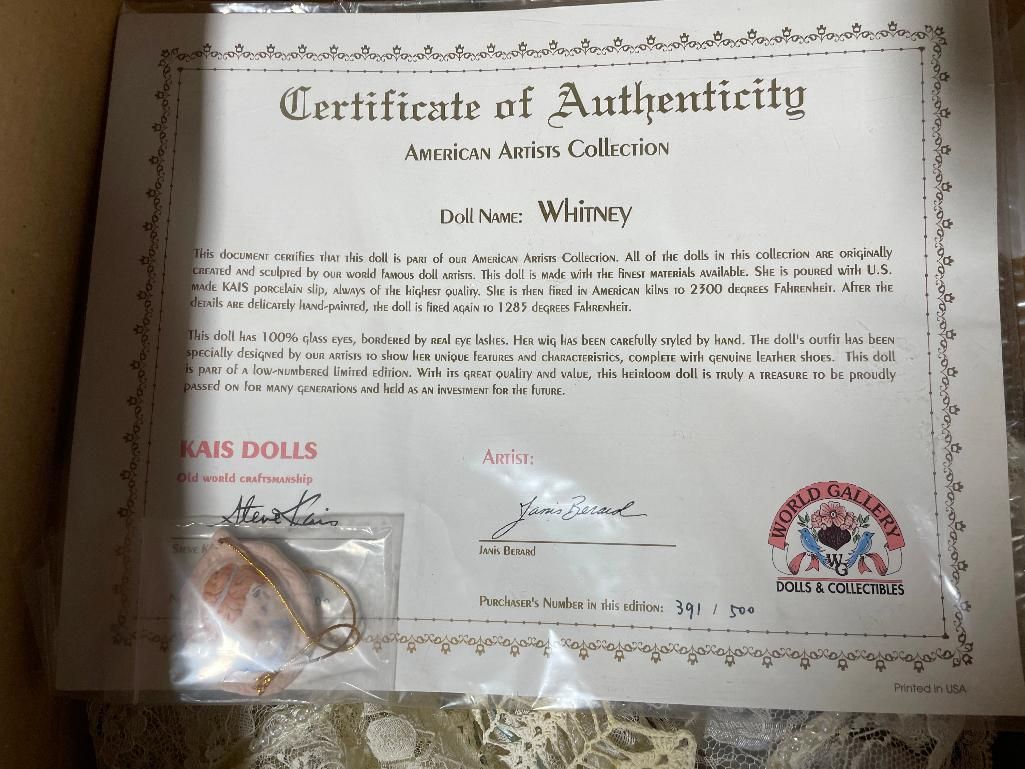 Certificate of Authenticity
American Artists Collection
Doll Name: Whitney
This document certifies that this doll is part of our American Artists Collection. All of the dolls in this collection are originally
created and sculpted by our world famous doll artists. This doll is made with the finest materials available. She is poured with U.S.
made KAIS porcelain slip, always of the highest quality. She is then fired in American kilns to 2300 degrees Fahrenheit. After the
details are delicately hand-painted, the doll is fired again to 1285 degrees Fahrenheit.
This doll has 100% glass eyes, bordered by real eye lashes. Her wig has been carefully styled by hand. The doll's outfit has been
specially designed by our artists to show her unique features and characteristics, complete with genuine leather shoes. This doll
is part of a low-numbered limited edition. With its great quality and value, this heirloom doll is truly a treasure to be proudly
passed on for many generations and held as an investment for the future.
KAIS DOLLS
Old world craftsmanship
Steve Kais
Steve
Artist:
Janis Berard
Janis Berard
Purchaser's Number in this edition: 391 / 500
WORLD GALLERY
WG
DOLLS & COLLECTIBLES
Printed in USA